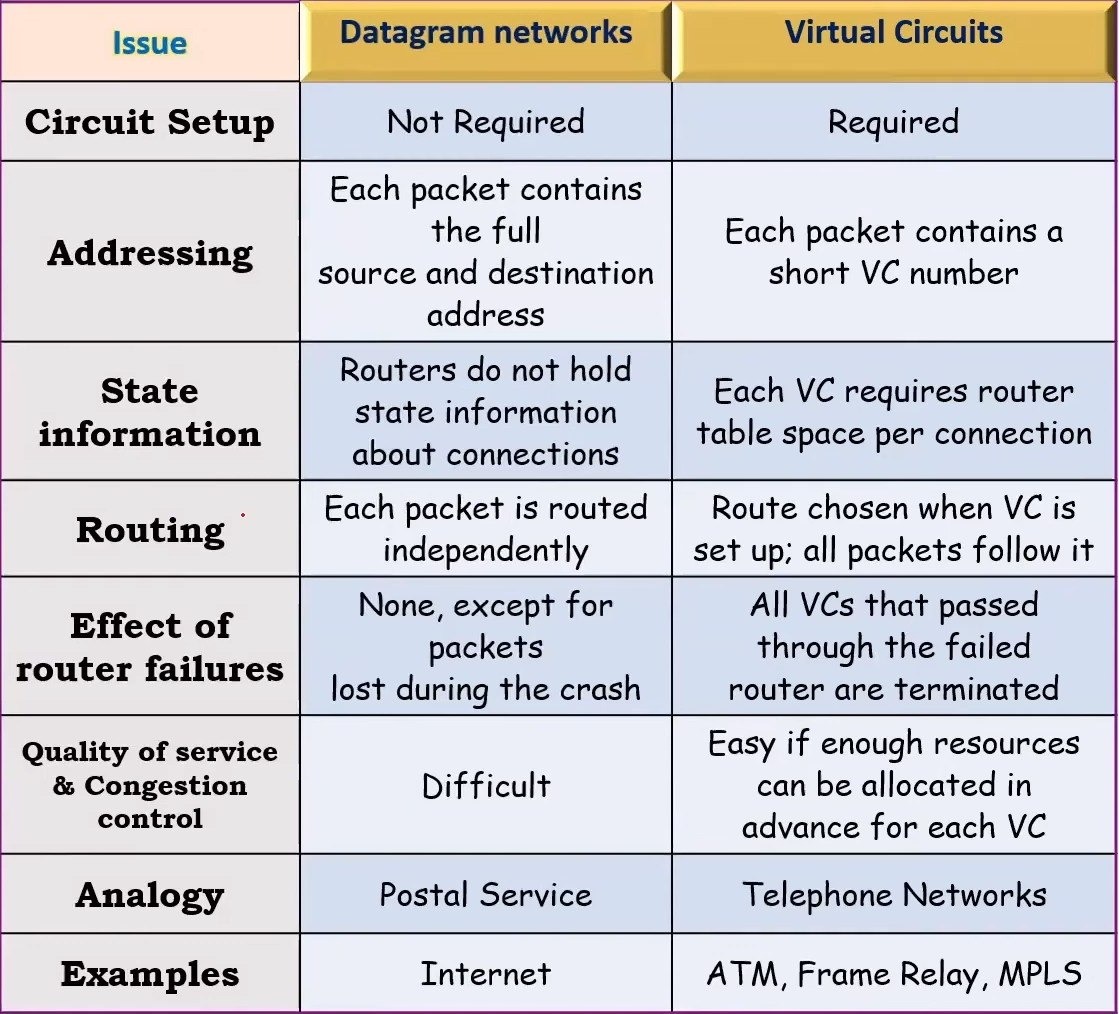 Issue
Datagram networks
Virtual Circuits
Circuit Setup
Not Required
Required
Addressing
Each packet contains
the full
source and destination
address
Each packet contains a
short VC number
State
information
Routers do not hold
state information
about connections
Each VC requires router
table space per connection
Routing
Each packet is routed
independently
Route chosen when VC is
set up; all packets follow it
Effect of
router failures
None, except for
packets
lost during the crash
All VCs that passed
through the failed
router are terminated
Quality of service
& Congestion
control
Difficult
Easy if enough resources
can be allocated in
advance for each VC
Analogy
Postal Service
Telephone Networks
Examples
Internet
ATM, Frame Relay, MPLS